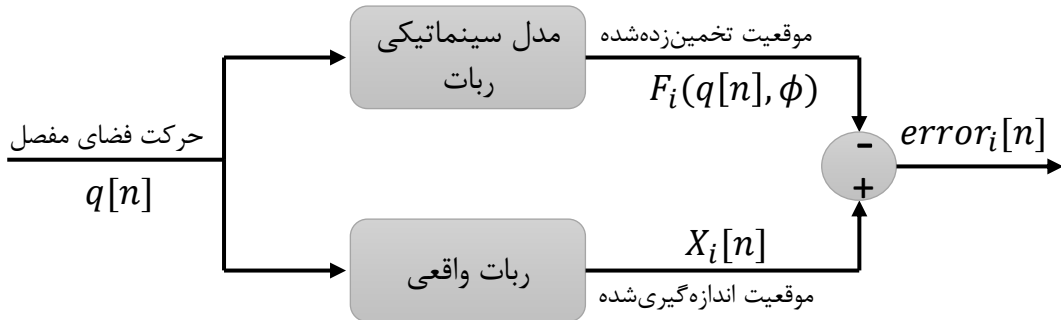 مدل سینماتیکی
ربات
موقعیت تخمین‌زده‌شده
F_i(q[n], ϕ)
حرکت فضای مفصل
q[n]
-
+
error_i[n]
ربات واقعی
X_i[n]
موقعیت اندازه‌گیری‌شده